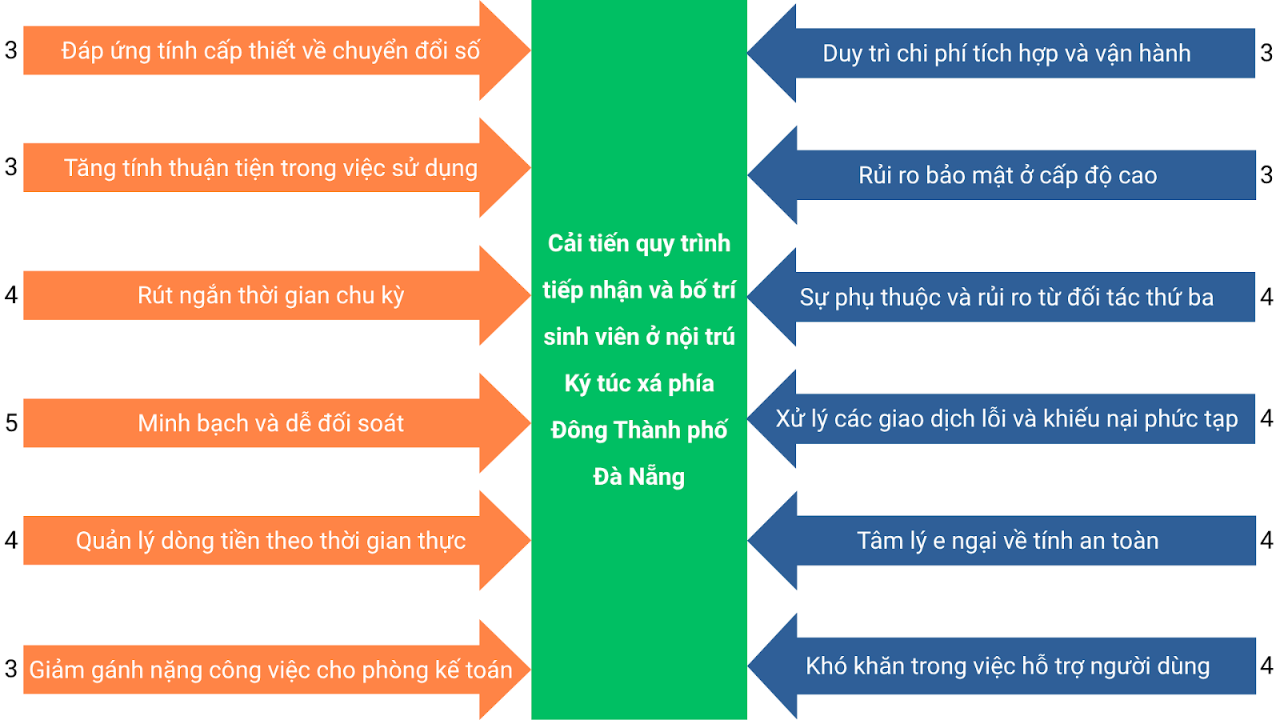 3 Đáp ứng tính cấp thiết về chuyển đổi số
3 Tăng tính thuận tiện trong việc sử dụng
4 Rút ngắn thời gian chu kỳ
5 Minh bạch và dễ đối soát
4 Quản lý dòng tiền theo thời gian thực
3 Giảm gánh nặng công việc cho phòng kế toán
Cải tiến quy trình
tiếp nhận và bố trí
sinh viên ở nội trú
Ký túc xá phía
Đông Thành phố
Đà Nẵng
Duy trì chi phí tích hợp và vận hành 3
Rủi ro bảo mật ở cấp độ cao 3
Sự phụ thuộc và rủi ro từ đối tác thứ ba 4
Xử lý các giao dịch lỗi và khiếu nại phức tạp 4
Tâm lý e ngại về tính an toàn 4
Khó khăn trong việc hỗ trợ người dùng 4